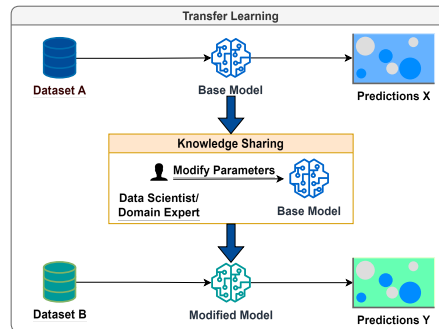 Transfer Learning
Dataset A
Base Model
Predictions X
Knowledge Sharing
Modify Parameters
Data Scientist/
Domain Expert
Base Model
Dataset B
Modified Model
Predictions Y